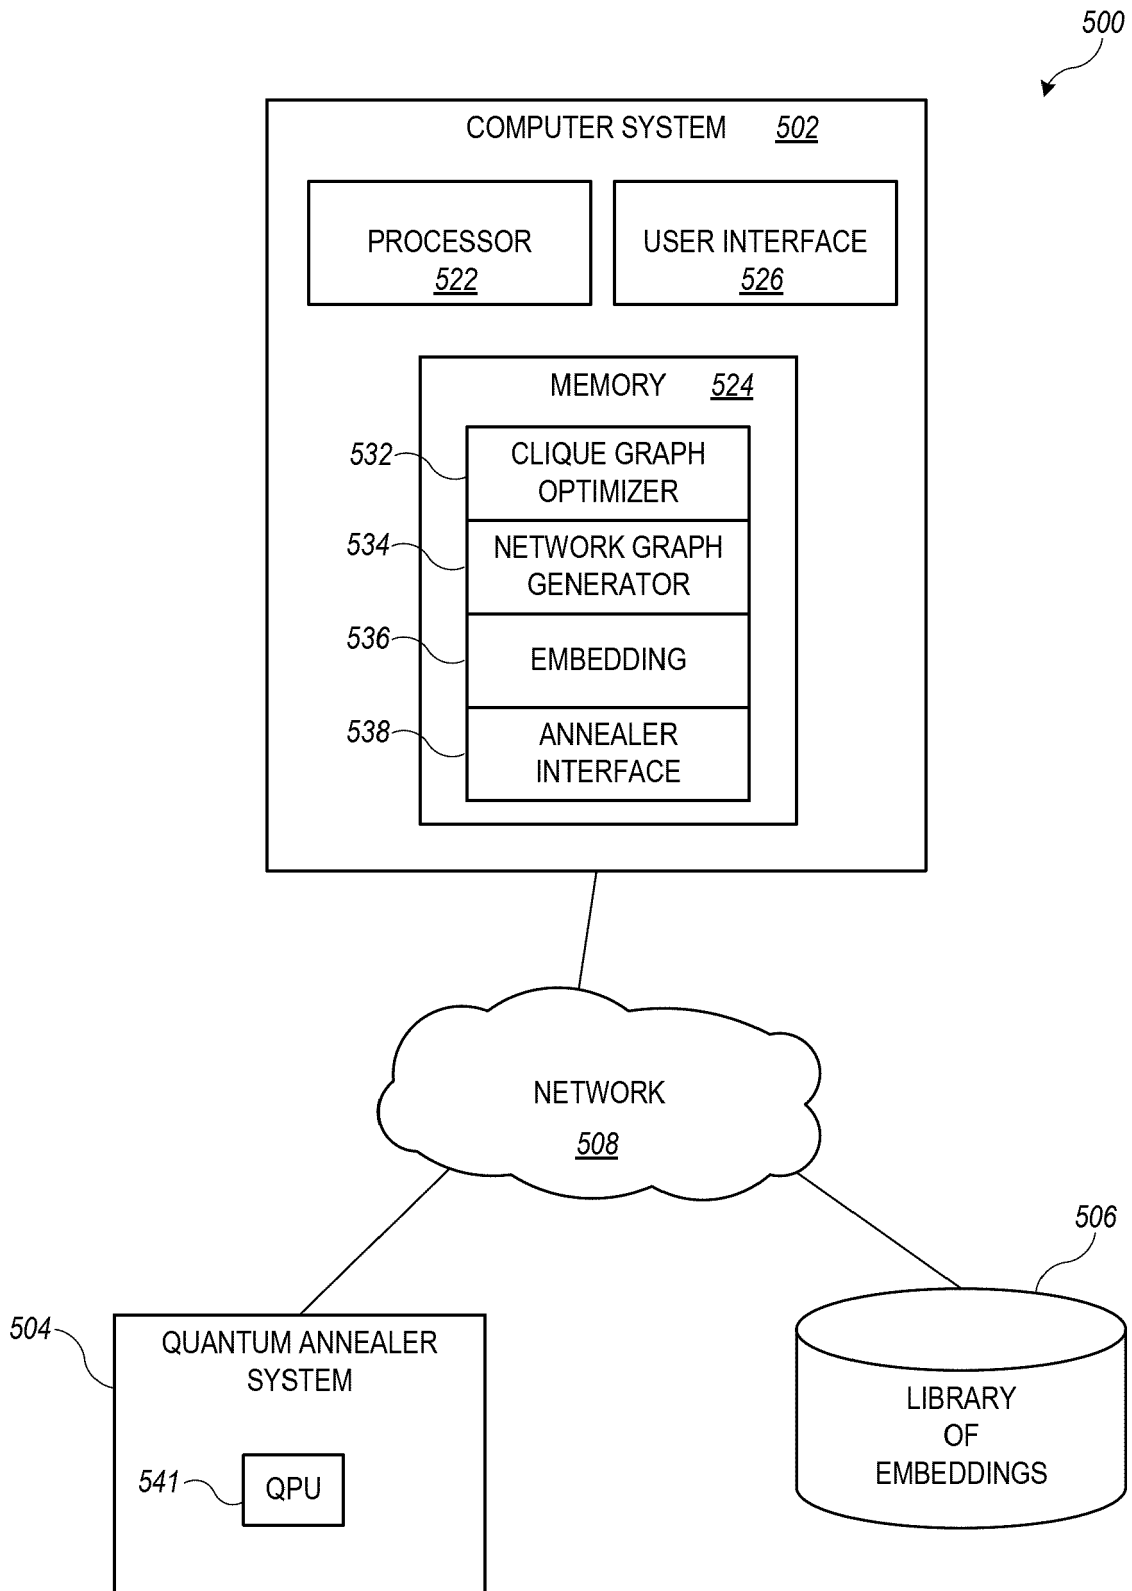 500
COMPUTER SYSTEM 502
PROCESSOR
522
USER INTERFACE
526
MEMORY 524
532
CLIQUE GRAPH
OPTIMIZER
534
NETWORK GRAPH
GENERATOR
536
EMBEDDING
538
ANNEALER
INTERFACE
NETWORK
508
506
504
QUANTUM ANNEALER
SYSTEM
541
QPU
LIBRARY
OF
EMBEDDINGS